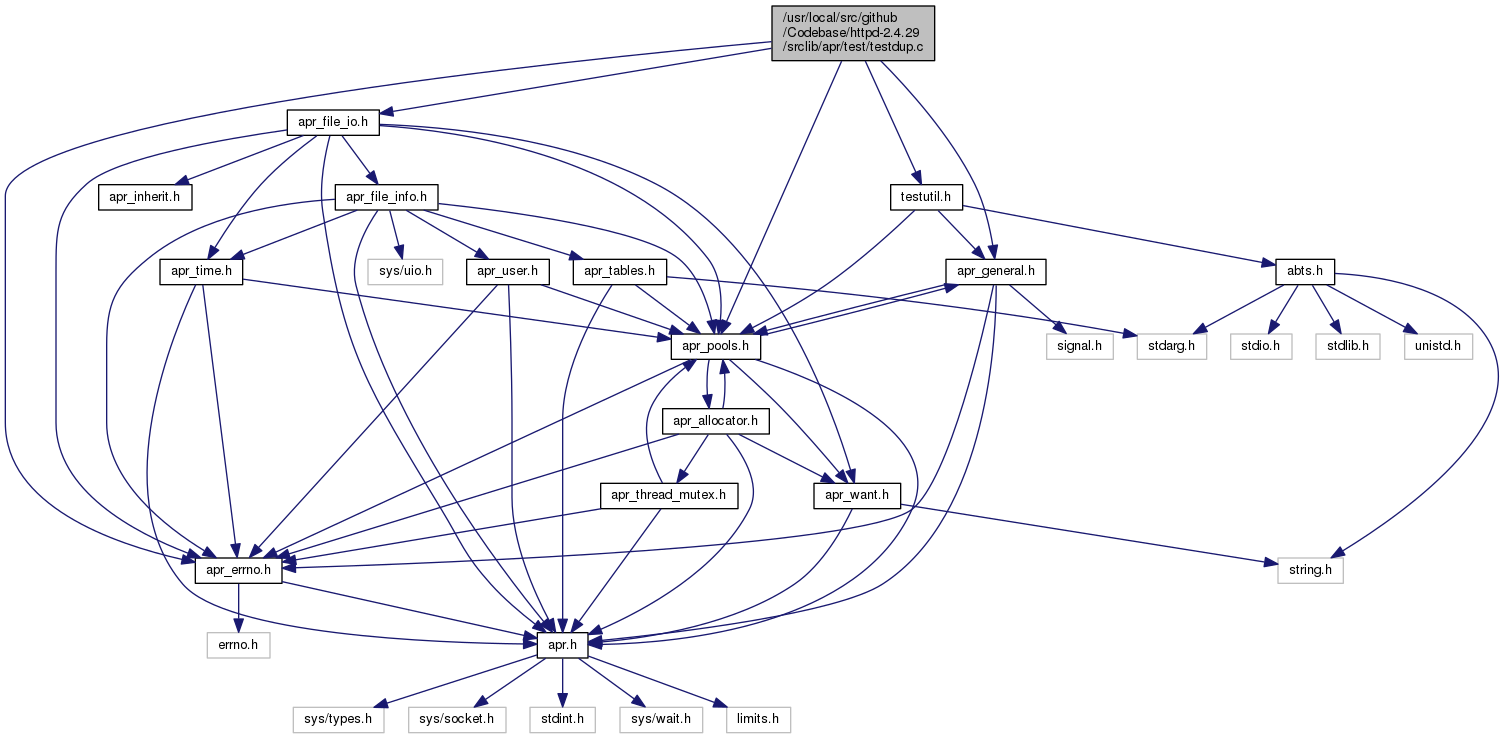 /usr/local/src/github
/Codebase/httpd-2.4.29
/srclib/apr/test/testdup.c
apr_file_io.h
apr_inherit.h
apr_file_info.h
testutil.h
apr_time.h
sys/uio.h
apr_user.h
apr_tables.h
apr_general.h
abts.h
apr_pools.h
signal.h
stdarg.h
stdio.h
stdlib.h
unistd.h
apr_allocator.h
apr_thread_mutex.h
apr_want.h
apr_errno.h
string.h
errno.h
apr.h
sys/types.h
sys/socket.h
stdint.h
sys/wait.h
limits.h